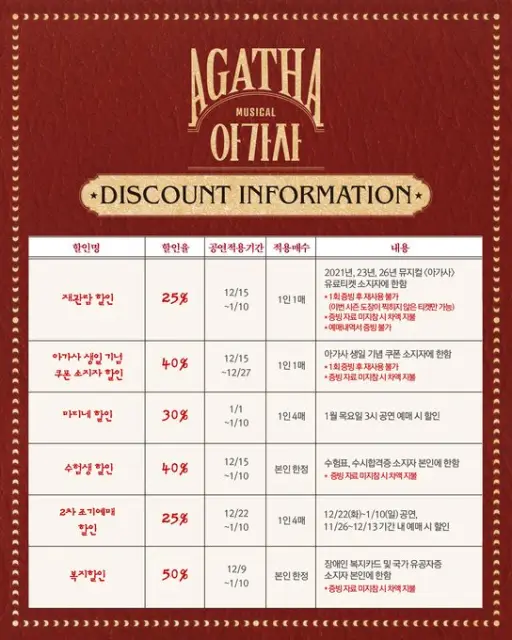 AGATHA
MUSICAL
아가사
★DISCOUNT INFORMATION★
할인명 할인율 공연적용기간 적용매수 내용
재관람 할인 25% 12/15 ~1/10 1인 1매
2021년, 23년, 26년 뮤지컬 <아가사>
유료티켓 소지자에 한함
*1회 증빙 후 재사용 불가
(이번 시즌 도장이 찍히지 않은 티켓만 가능)
*증빙 자료 미지참 시 차액 지불
*예매내역서 증빙 불가
아가사 생일 기념
쿠폰 소지자 할인
40%
12/15
~12/27
1인 1매
아가사 생일 기념 쿠폰 소지자에 한함
*1회 증빙 후 재사용 불가
*증빙 자료 미지참 시 차액 지불
마티네 할인
30%
1/1
~1/10
1인 4매
1월 목요일 3시 공연 예매 시 할인
수험생 할인
40%
12/15
~1/10
본인 한정
수험표, 수시합격증 소지자 본인에 한함
*증빙 자료 미지참 시 차액 지불
2차 조기예매
할인
25%
12/22
~1/10
1인 4매
12/22(화)~1/10(일) 공연,
11/26~12/13 기간 내 예매 시 할인
복지할인
50%
12/9
~1/10
본인 한정
장애인 복지카드 및 국가 유공자증
소지자 본인에 한함
*증빙 자료 미지참 시 차액 지불